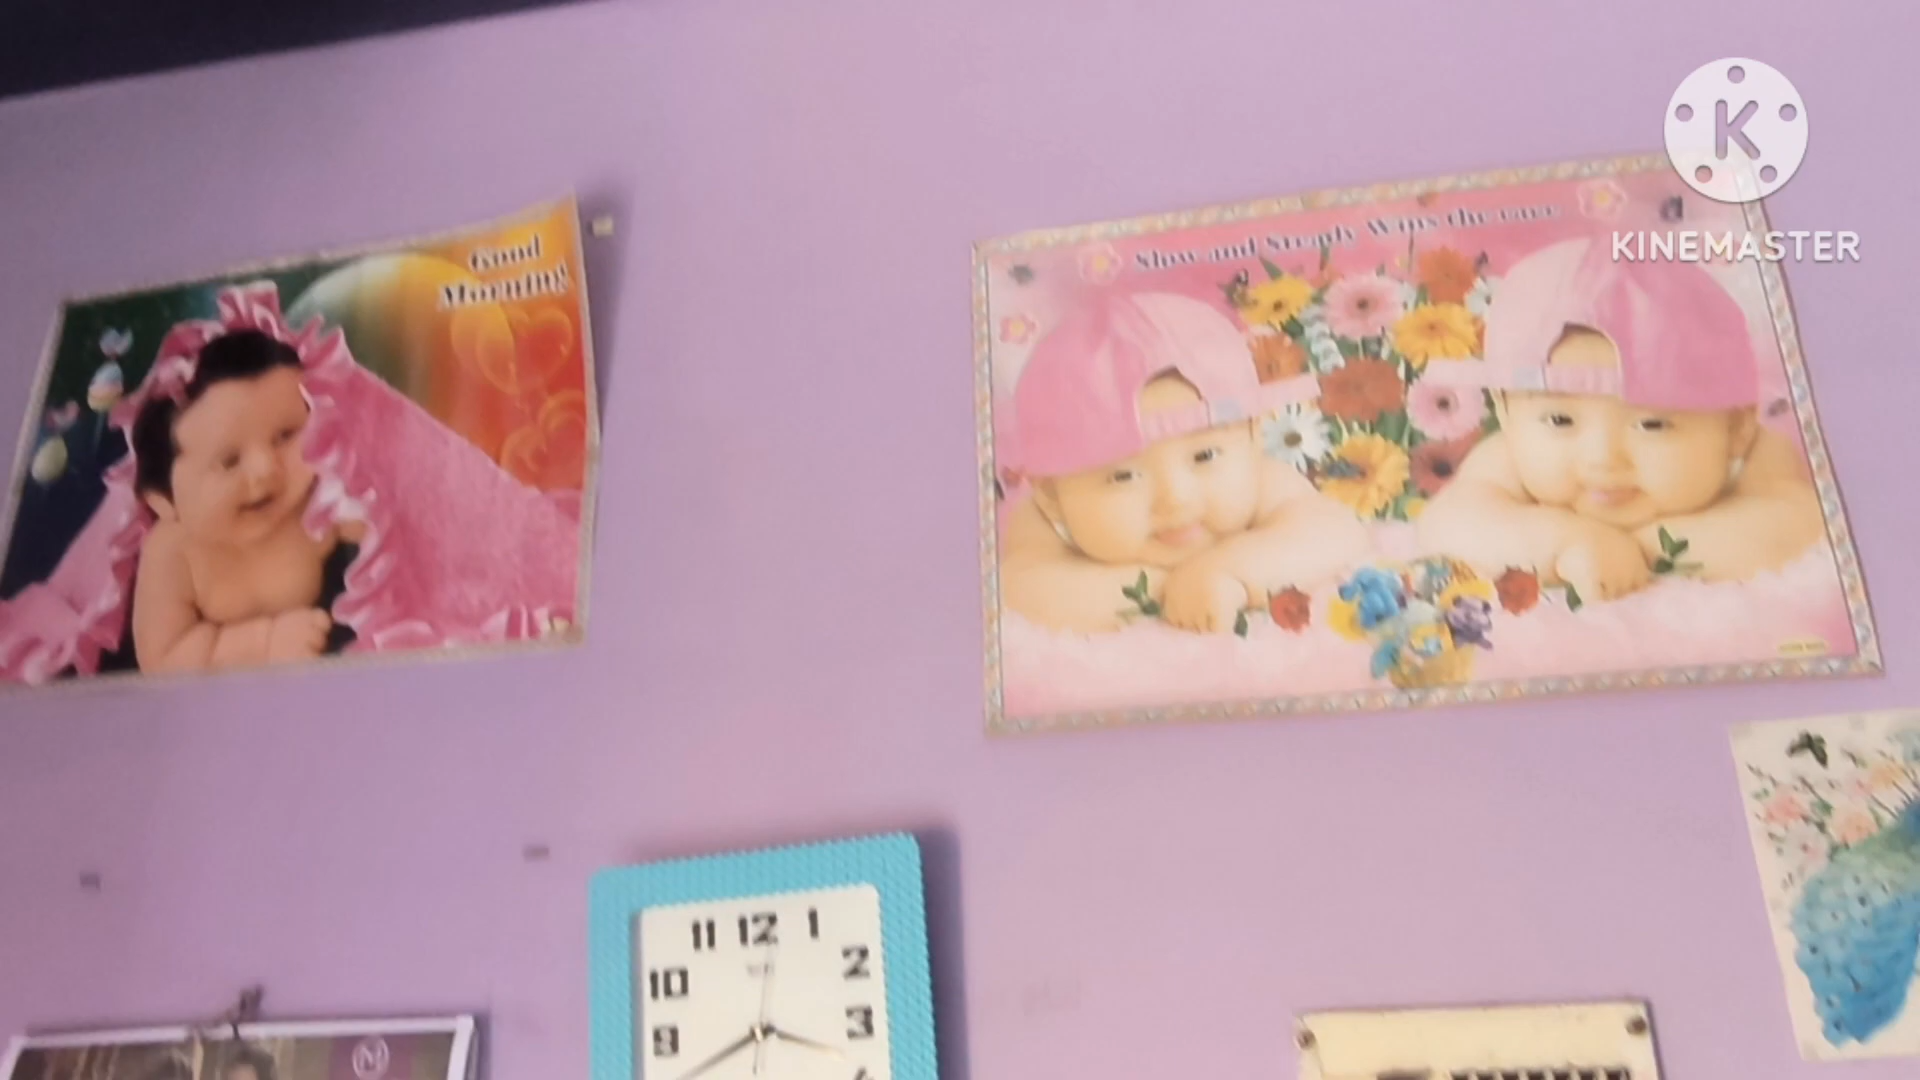 K
KINEMASTER
Good
Morning
Slow and Steady Wins the race
11 12 1
10 2
9 3